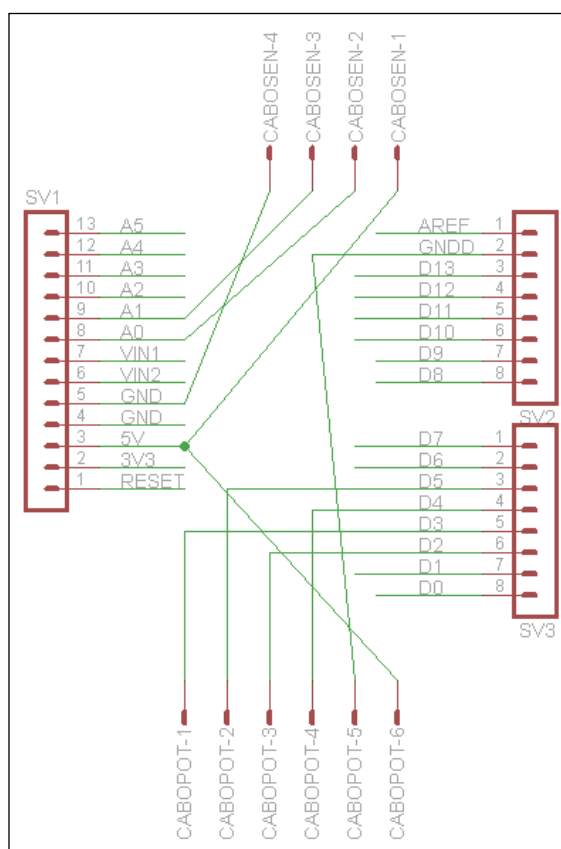 CABOSEN-4
CABOSEN-3
CABOSEN-2
CABOSEN-1
SV1
13 A5
12 A4
11 A3
10 A2
9 A1
8 A0
7 VIN1
6 VIN2
5 GND
4 GND
3 5V
2 3V3
1 RESET
AREF 1
GNDD 2
D13 3
D12 4
D11 5
D10 6
D9 7
D8 8
SV2
D7 1
D6 2
D5 3
D4 4
D3 5
D2 6
D1 7
D0 8
SV3
CABOPOT-1
CABOPOT-2
CABOPOT-3
CABOPOT-4
CABOPOT-5
CABOPOT-6